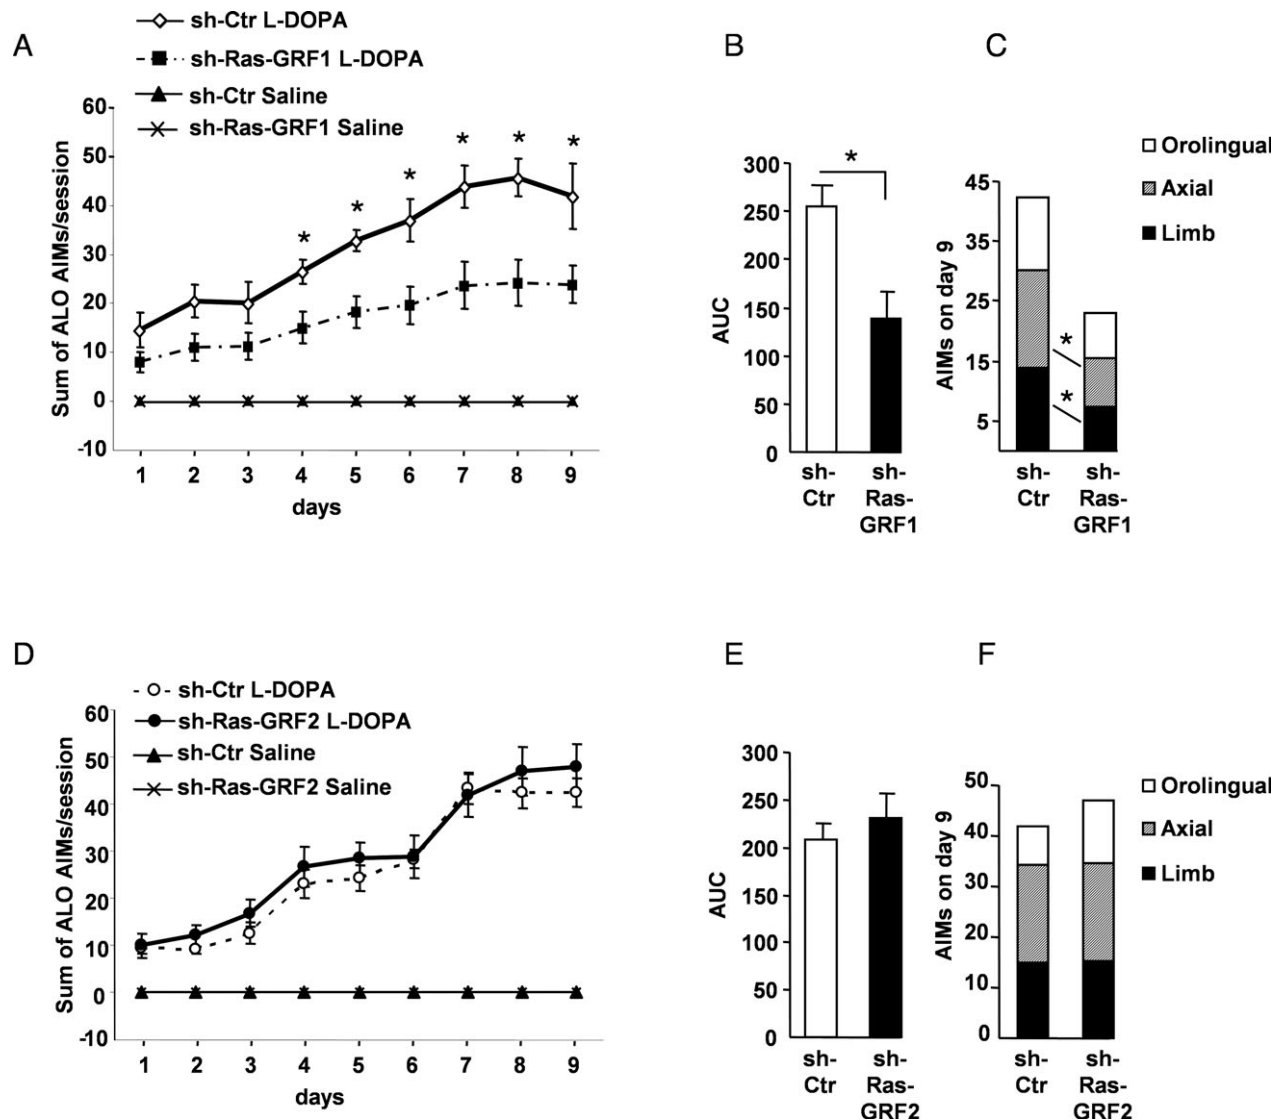 A
sh-Ctr L-DOPA
sh-Ras-GRF1 L-DOPA
sh-Ctr Saline
sh-Ras-GRF1 Saline
Sum of ALO AIMs/session
60
50
40
30
20
10
0
-10
* * * * * *
1 2 3 4 5 6 7 8 9
days
B
AUC
300
250
200
150
100
50
0
*
sh-Ctr
sh-Ras-GRF1
C
Orolingual
Axial
Limb
AIMs on day 9
45
35
25
15
5
*
*
sh-Ctr
sh-Ras-GRF1
D
sh-Ctr L-DOPA
sh-Ras-GRF2 L-DOPA
sh-Ctr Saline
sh-Ras-GRF2 Saline
Sum of ALO AIMs/session
60
50
40
30
20
10
0
-10
1 2 3 4 5 6 7 8 9
days
E
AUC
300
250
200
150
100
50
0
sh-Ctr
sh-Ras-GRF2
F
Orolingual
Axial
Limb
AIMs on day 9
50
40
30
20
10
0
sh-Ctr
sh-Ras-GRF2